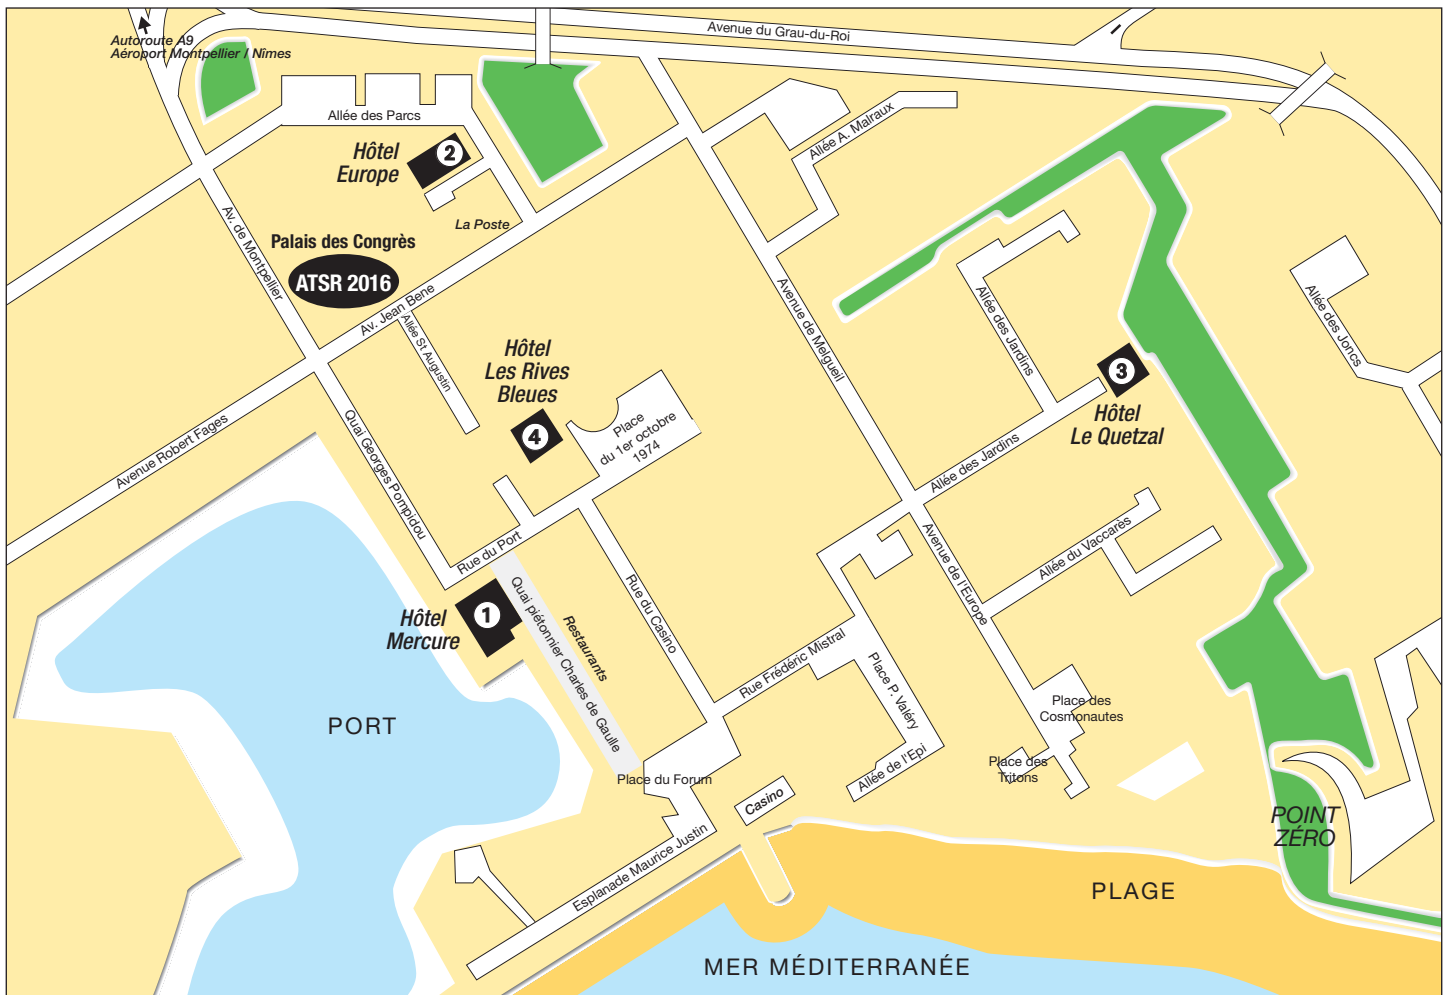 Autoroute A9
Aéroport Montpellier / Nîmes
Avenue du Grau-du-Roi
Allée des Parcs
Allée A. Malraux
Hôtel
Europe
2
La Poste
Av. de Montpellier
Palais des Congrès
ATSR 2016
Av. Jean Bene
Allée St Augustin
Avenue de Melgueil
Allée des Jardins
Allée des Joncs
Hôtel
Les Rives
Bleues
4
3
Hôtel
Le Quetzal
Place
du 1er octobre
1974
Avenue Robert Fages
Quai Georges Pompidou
Allée des Jardins
Rue du Port
Avenue de l'Europe
Allée du Vaccarès
Hôtel
Mercure
1
Quai piétonnier Charles de Gaulle
Restaurants
Rue du Casino
Rue Frédéric Mistral
Place P. Valéry
Place des
Cosmonautes
PORT
Place du Forum
Allée de l'Epi
Place des
Tritons
Casino
POINT
ZÉRO
Esplanade Maurice Justin
PLAGE
MER MÉDITERRANÉE